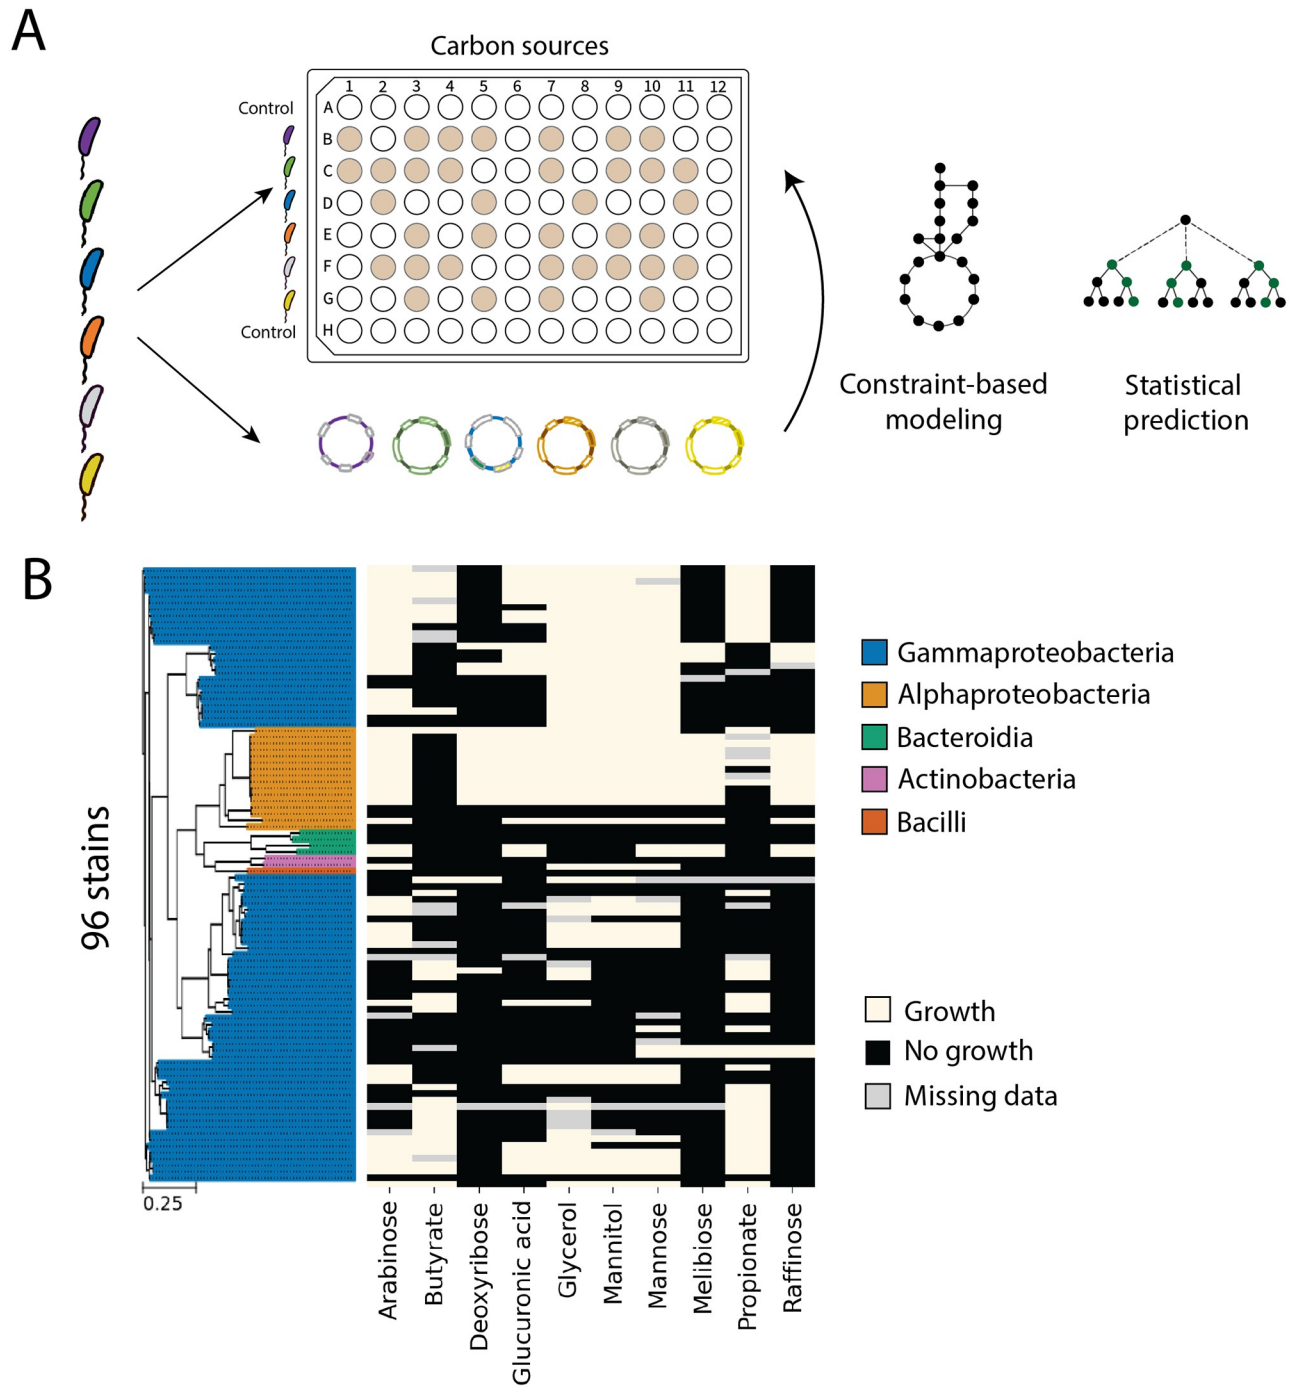 A
Carbon sources
1 2 3 4 5 6 7 8 9 10 11 12
Control
A
B
C
D
E
F
G
Control
H
Constraint-based
modeling
Statistical
prediction
B
96 stains
0.25
Gammaproteobacteria
Alphaproteobacteria
Bacteroidia
Actinobacteria
Bacilli
Growth
No growth
Missing data
Arabinose
Butyrate
Deoxyribose
Glucuronic acid
Glycerol
Mannitol
Mannose
Melibiose
Propionate
Raffinose